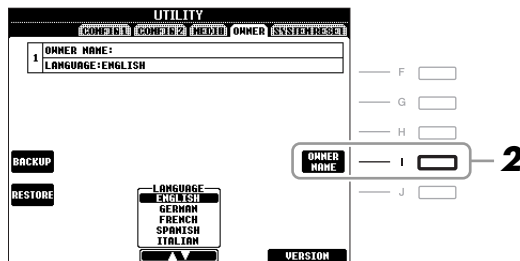 UTILITY
CONFIG 1 CONFIG 2 MEDIA OWNER SYSTEM RESET
1 OWNER NAME:
LANGUAGE:ENGLISH
F
G
H
BACKUP
OWNER NAME
I
2
RESTORE
J
LANGUAGE
ENGLISH
GERMAN
FRENCH
SPANISH
ITALIAN
VERSION